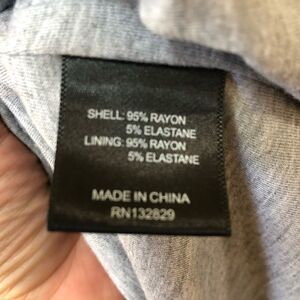 SHELL: 95% RAYON
5% ELASTANE
LINING: 95% RAYON
5% ELASTANE
MADE IN CHINA
RN132829